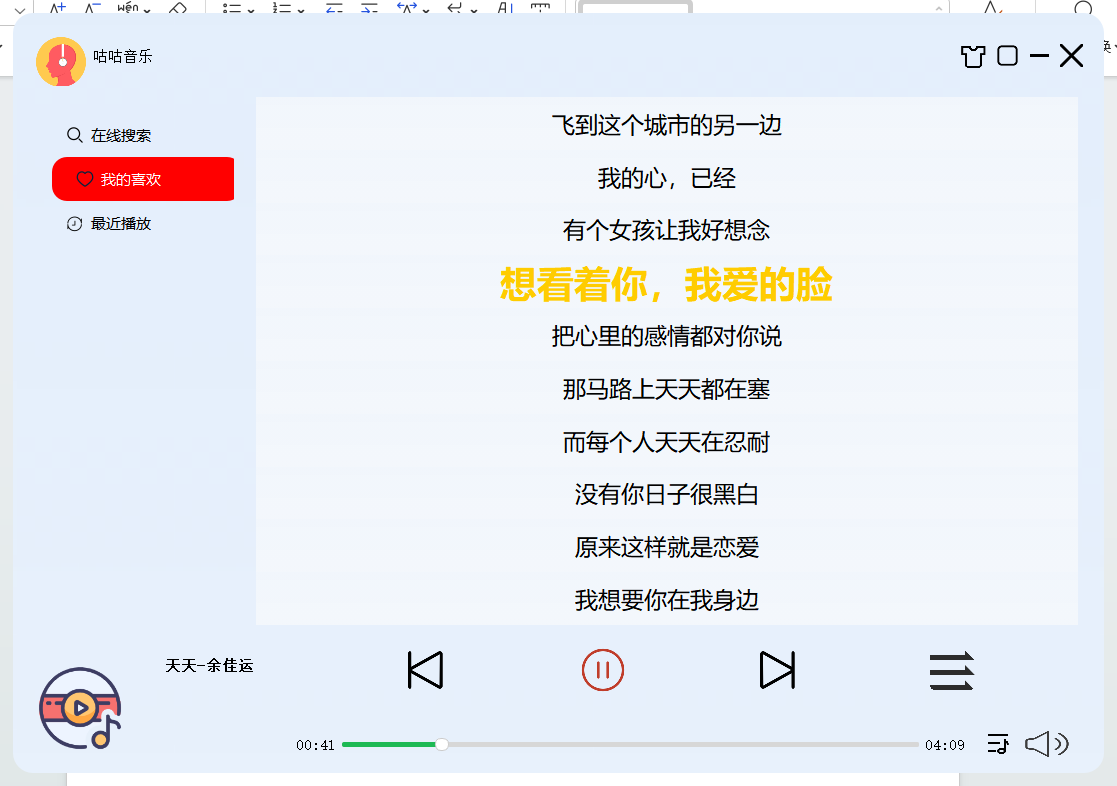 wén
咕咕音乐
在线搜索
我的喜欢
最近播放
飞到这个城市的另一边
我的心，已经
有个女孩让我好想念
想看着你，我爱的脸
把心里的感情都对你说
那马路上天天都在塞
而每个人天天在忍耐
没有你日子很黑白
原来这样就是恋爱
我想要你在我身边
天天-余佳运
00:41
04:09